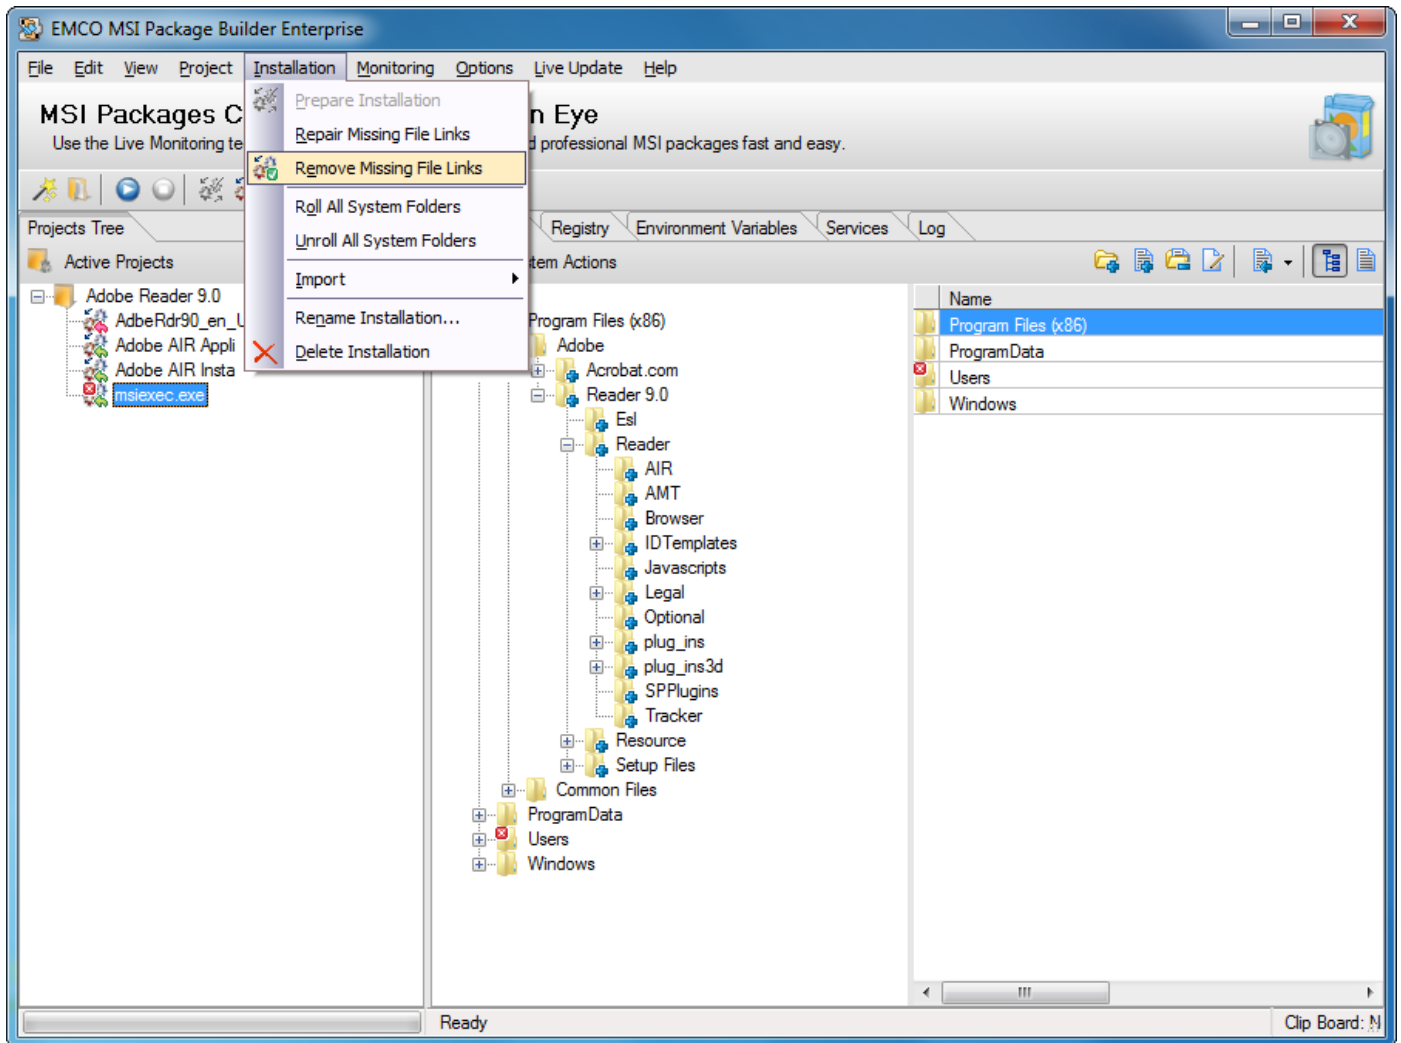 EMCO MSI Package Builder Enterprise
File Edit View Project Installation Monitoring Options Live Update Help
MSI Packages C
n Eye
Use the Live Monitoring te
d professional MSI packages fast and easy.
Prepare Installation
Repair Missing File Links
Remove Missing File Links
Roll All System Folders
Unroll All System Folders
Import
Rename Installation...
Delete Installation
Projects Tree
Registry Environment Variables Services Log
Active Projects
tem Actions
Adobe Reader 9.0
AdbeRdr90_en_U
Adobe AIR Appli
Adobe AIR Insta
msiexec.exe
Program Files (x86)
Adobe
Acrobat.com
Reader 9.0
Esl
Reader
AIR
AMT
Browser
IDTemplates
Javascripts
Legal
Optional
plug_ins
plug_ins3d
SPPlugins
Tracker
Resource
Setup Files
Common Files
ProgramData
Users
Windows
Name
Program Files (x86)
ProgramData
Users
Windows
Ready
Clip Board: N